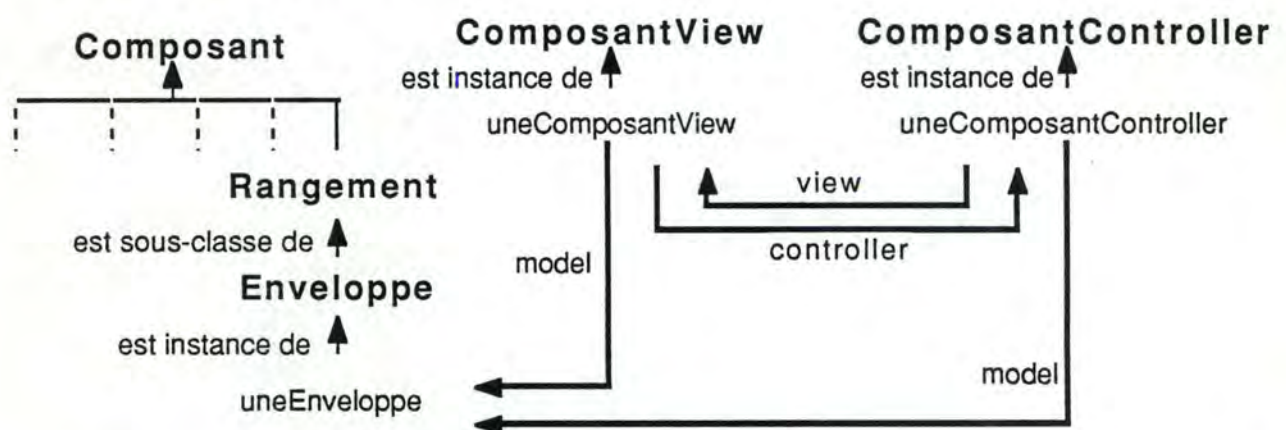 Composant
ComposantView
ComposantController
est instance de
est instance de
uneComposantView
uneComposantController
Rangement
view
est sous-classe de
controller
model
Enveloppe
est instance de
model
uneEnveloppe